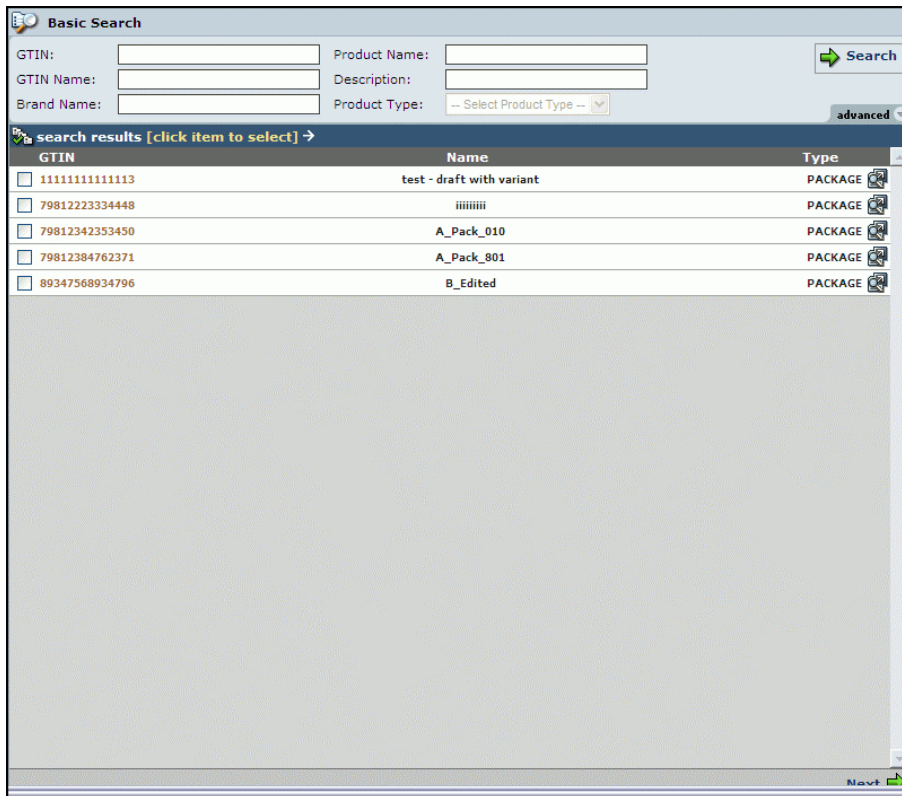 Basic Search
GTIN: Product Name: Search
GTIN Name: Description:
Brand Name: Product Type: -- Select Product Type --
advanced
search results [click item to select] →
GTIN Name Type
11111111111113 test - draft with variant PACKAGE
79812223334448 iiiiiiiii PACKAGE
79812342353450 A_Pack_010 PACKAGE
79812384762371 A_Pack_801 PACKAGE
89347568934796 B_Edited PACKAGE
Next